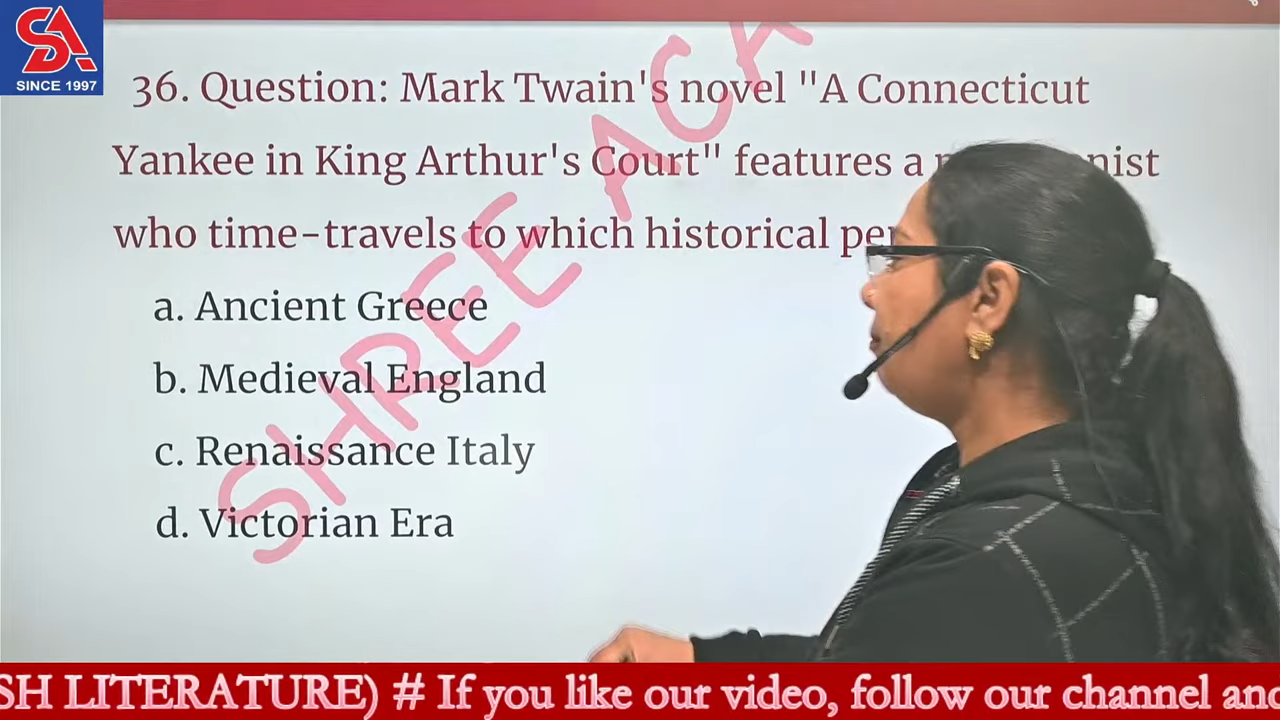 SA
SINCE 1997
36. Question: Mark Twain's novel "A Connecticut
Yankee in King Arthur's Court" features a
who time-travels to which historical
a. Ancient Greece
b. Medieval England
c. Renaissance Italy
d. Victorian Era
SHREE ACA
SH LITERATURE) # If you like our video, follow our channel and